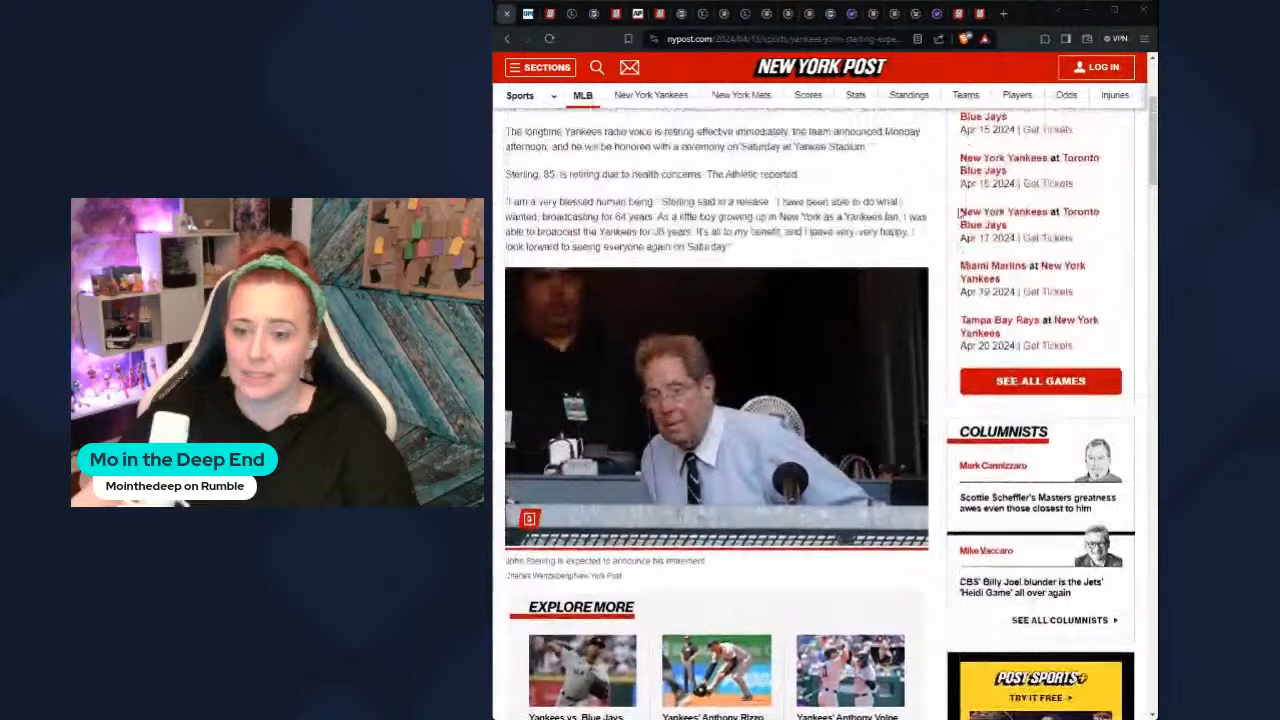 nypost.com/2024/04/15/sports/yankees-john-sterling-expe...
VPN
SECTIONS
NEW YORK POST
LOG IN
Sports
MLB
New York Yankees
New York Mets
Scores
Stats
Standings
Teams
Players
Odds
Injuries
The longtime Yankees radio voice is retiring effective immediately, the team announced Monday
afternoon, and he will be honored with a ceremony on Saturday at Yankee Stadium.
Sterling, 85, is retiring due to health concerns, The Athletic reported.
"I am a very blessed human being," Sterling said in a release. "I have been able to do what I
wanted, broadcasting for 64 years. As a little boy growing up in New York as a Yankees fan, I was
able to broadcast the Yankees for 36 years. It's all to my benefit, and I leave very, very happy. I
look forward to seeing everyone again on Saturday."
John Sterling is expected to announce his retirement
Charles Wenzelberg/New York Post
EXPLORE MORE
Yankees vs. Blue Jays
Yankees' Anthony Rizzo
Yankees' Anthony Volpe
Blue Jays
Apr 15 2024 | Get Tickets
New York Yankees at Toronto
Blue Jays
Apr 16 2024 | Get Tickets
New York Yankees at Toronto
Blue Jays
Apr 17 2024 | Get Tickets
Miami Marlins at New York
Yankees
Apr 19 2024 | Get Tickets
Tampa Bay Rays at New York
Yankees
Apr 20 2024 | Get Tickets
SEE ALL GAMES
COLUMNISTS
Mark Cannizzaro
Scottie Scheffler's Masters greatness
awes even those closest to him
Mike Vaccaro
CBS' Billy Joel blunder is the Jets'
'Heidi Game' all over again
SEE ALL COLUMNISTS
POST SPORTS+
TRY IT FREE
Mo in the Deep End
Mointhedeep on Rumble